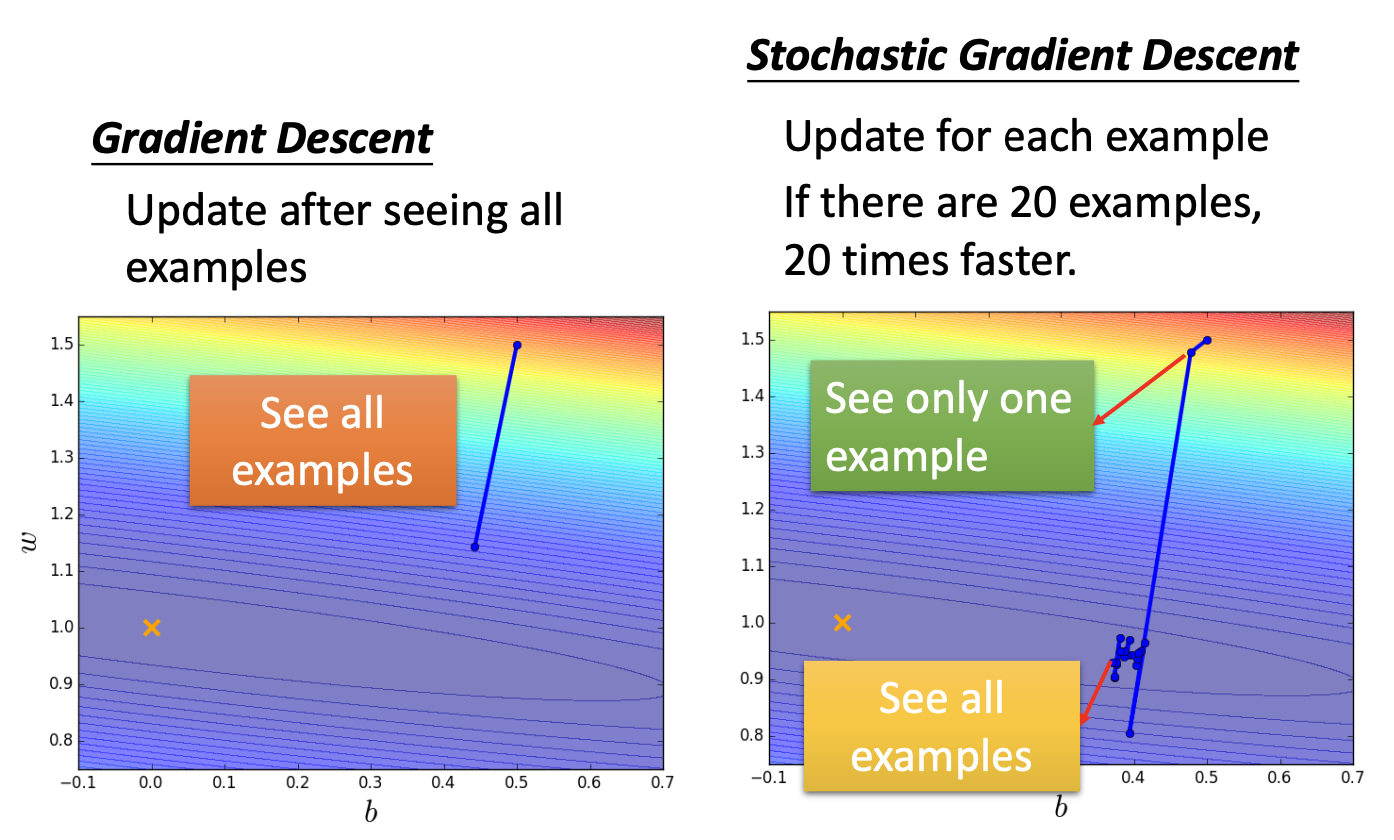 Gradient Descent
Update after seeing all
examples
1.5
1.4
1.3
1.2
1.1
1.0
0.9
0.8
w
See all
examples
−0.1 0.0 0.1 0.2 0.3 0.4 0.5 0.6 0.7
b
Stochastic Gradient Descent
Update for each example
If there are 20 examples,
20 times faster.
1.5
1.4
1.3
1.2
1.1
1.0
0.9
0.8
See only one
example
See all
examples
−0.1 0.4 0.5 0.6 0.7
b